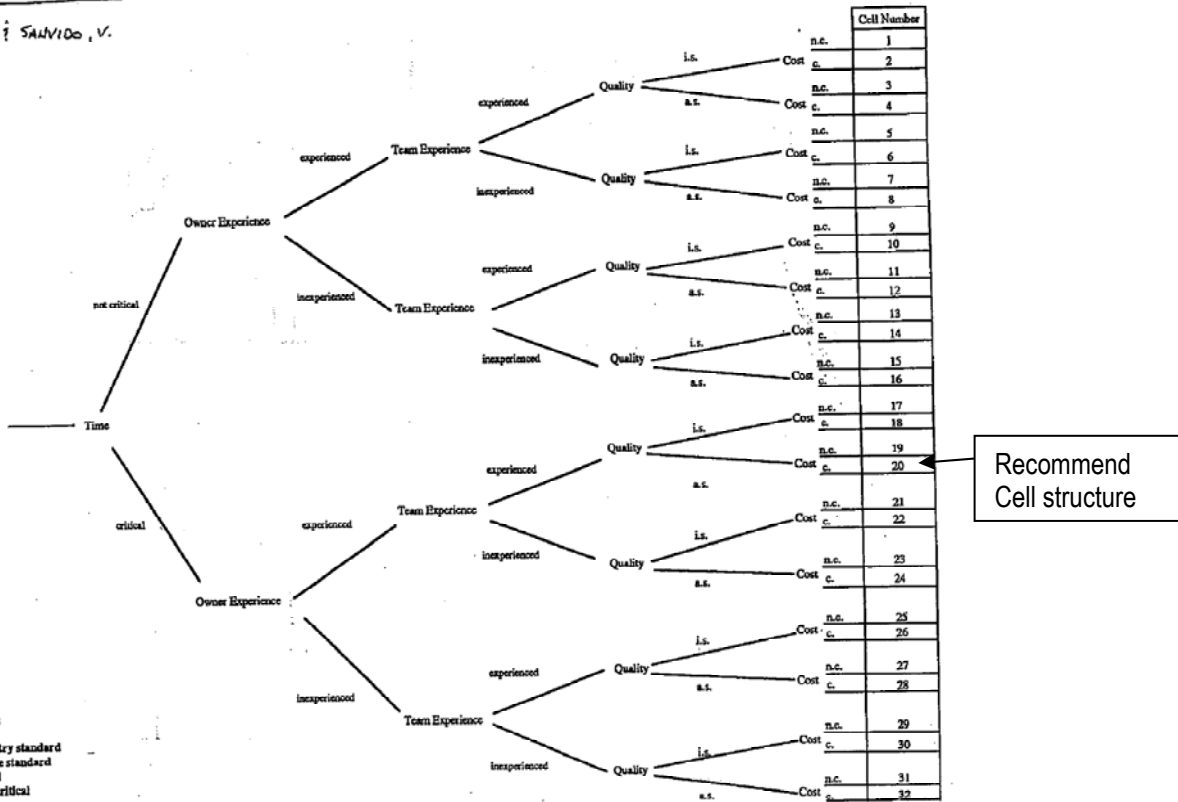 Cell Number
& SANVIDO, V.
n.c. 1
i.s. Cost c. 2
Quality
n.c. 3
experienced a.s. Cost c. 4
n.c. 5
Team Experience i.s. Cost c. 6
experienced
Quality n.c. 7
inexperienced a.s. Cost c. 8
Owner Experience n.c. 9
i.s. Cost c. 10
experienced Quality
n.c. 11
inexperienced a.s. Cost c. 12
not critical Team Experience
n.c. 13
i.s. Cost c. 14
inexperienced Quality
n.c. 15
a.s. Cost c. 16
n.c. 17
Time i.s. Cost c. 18
Quality n.c. 19
experienced Cost c. 20
a.s.
Recommend
Cell structure
Team Experience n.c. 21
critical experienced i.s. Cost c. 22
inexperienced Quality n.c. 23
a.s. Cost c. 24
Owner Experience
n.c. 25
i.s. Cost c. 26
experienced Quality n.c. 27
a.s. Cost c. 28
inexperienced
Team Experience n.c. 29
i.s. Cost c. 30
inexperienced Quality
n.c. 31
a.s. Cost c. 32
try standard
e standard
ritical